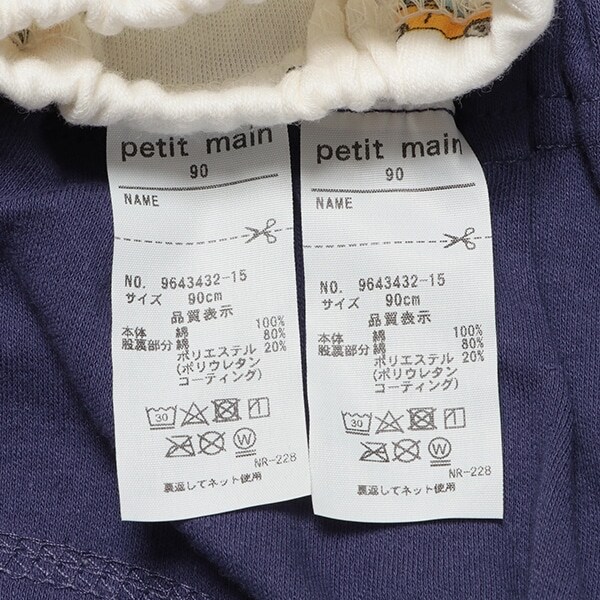 petit main
90
NAME
NO. 9643432-15
サイズ 90cm
品質表示
本体 綿 100%
股裏部分 綿 80%
ポリエステル 20%
(ポリウレタン
コーティング)
30
W
NR-228
裏返してネット使用
petit main
90
NAME
NO. 9643432-15
サイズ 90cm
品質表示
本体 綿 100%
股裏部分 綿 80%
ポリエステル 20%
(ポリウレタン
コーティング)
30
W
NR-228
裏返してネット使用